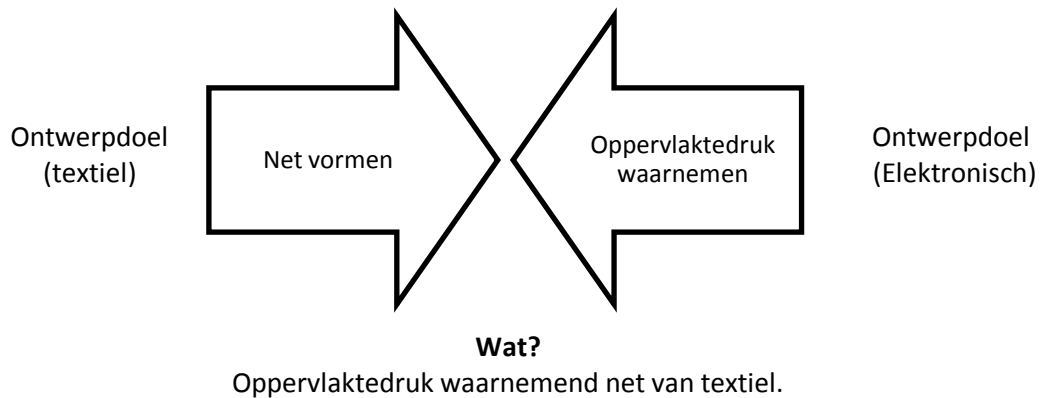 Ontwerpdoel
(textiel)
Net vormen
Oppervlaktedruk
waarnemen
Ontwerpdoel
(Elektronisch)
Wat?
Oppervlaktedruk waarnemend net van textiel.